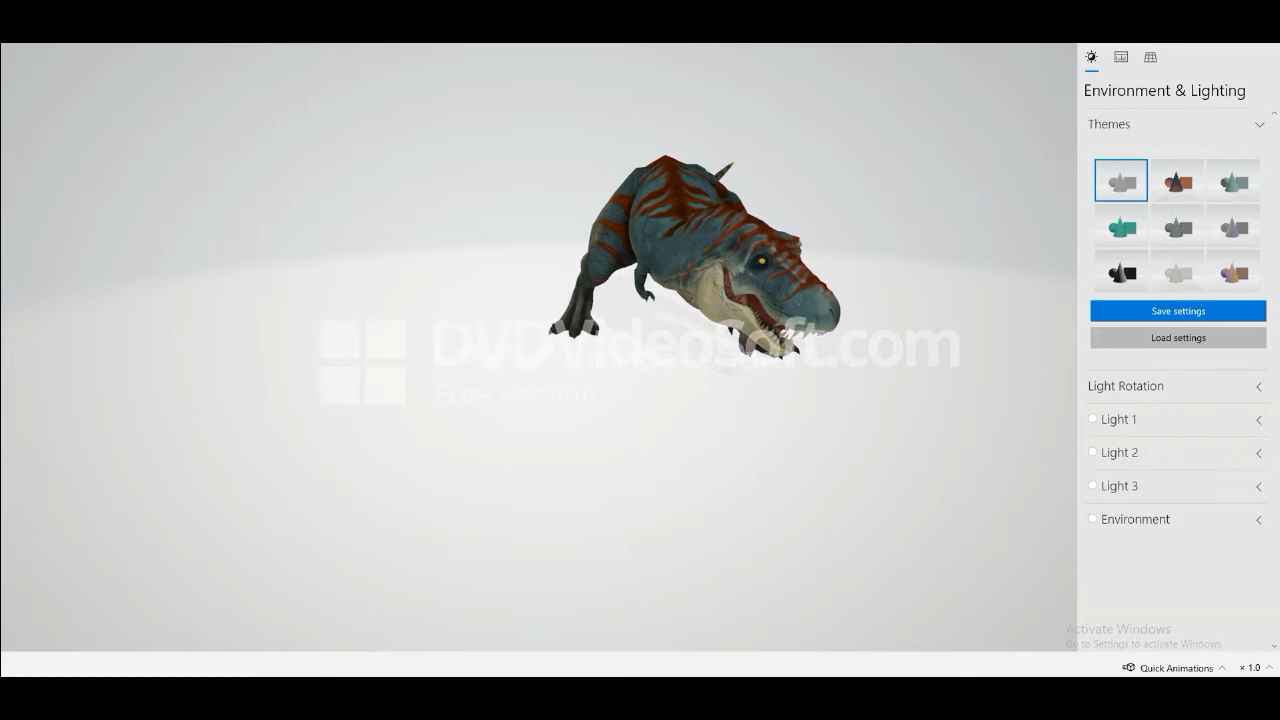 Environment & Lighting
Themes
Save settings
Load settings
Light Rotation
Light 1
Light 2
Light 3
Environment
DVDVideoSoft.com
Free version
Activate Windows
Go to Settings to activate Windows.
Quick Animations
× 1.0